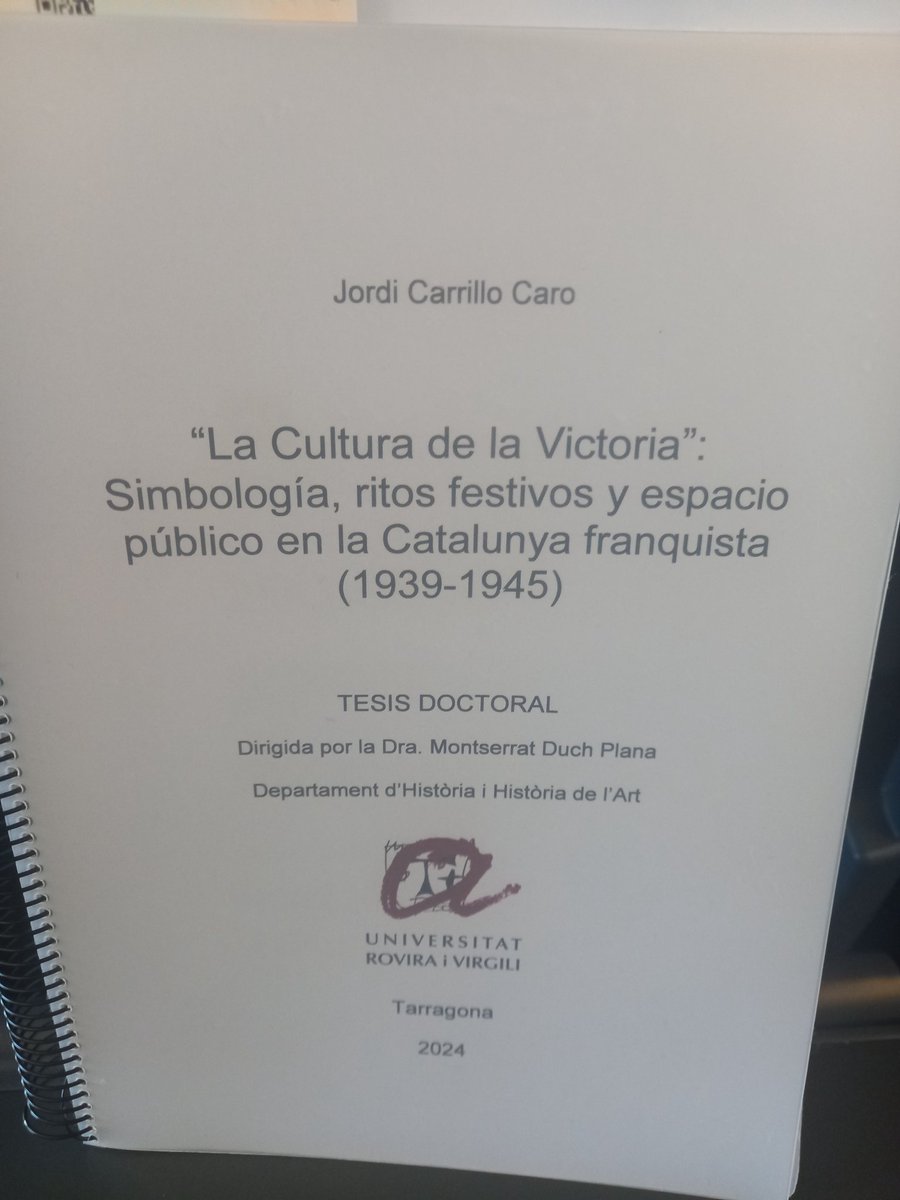 Jordi Carrillo Caro
“La Cultura de la Victoria”:
Simbología, ritos festivos y espacio
público en la Catalunya franquista
(1939-1945)
TESIS DOCTORAL
Dirigida por la Dra. Montserrat Duch Plana
Departament d’Història i Història de l’Art
UNIVERSITAT
ROVIRA i VIRGILI
Tarragona
2024